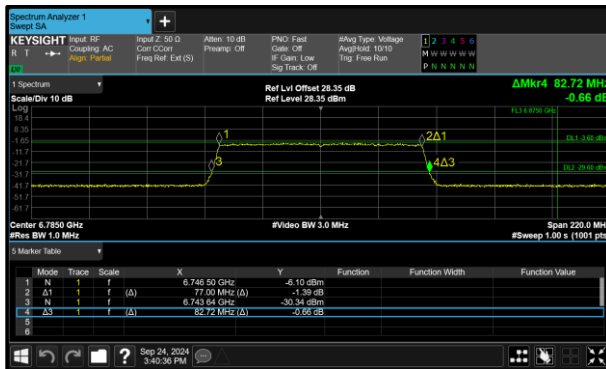 Spectrum Analyzer 1
Swept SA
+
KEYSIGHT Input: RF Input Z: 50 Ω Atten: 10 dB PNO: Fast #Avg Type: Voltage 1 2 3 4 5 6
R T Coupling: AC Corr CCorr Preamp: Off Gate: Off Avg|Hold: 10/10 M W W W W W
Align: Partial Freq Ref: Ext (S) IF Gain: Low Trig: Free Run P N N N N N
Sig Track: Off
1 Spectrum Ref Lvl Offset 28.35 dB ΔMkr4 82.72 MHz
Scale/Div 10 dB Ref Level 28.35 dBm -0.66 dB
Log
18.4
8.35 DL1 -3.60 dBm
-1.65 1 2Δ1
-11.7
-21.7 3 4Δ3 DL2 -29.60 dBm
-31.7
-41.7
-51.7
-61.7
Center 6.7850 GHz #Video BW 3.0 MHz Span 220.0 MHz
#Res BW 1.0 MHz #Sweep 1.00 s (1001 pts)
5 Marker Table
Mode Trace Scale X Y Function Function Width Function Value
1 N 1 f 6.746 50 GHz -6.10 dBm
2 Δ1 1 f (Δ) 77.00 MHz (Δ) -1.39 dB
3 N 1 f 6.743 64 GHz -30.34 dBm
4 Δ3 1 f (Δ) 82.72 MHz (Δ) -0.66 dB
5
6
? Sep 24, 2024
3:40:36 PM